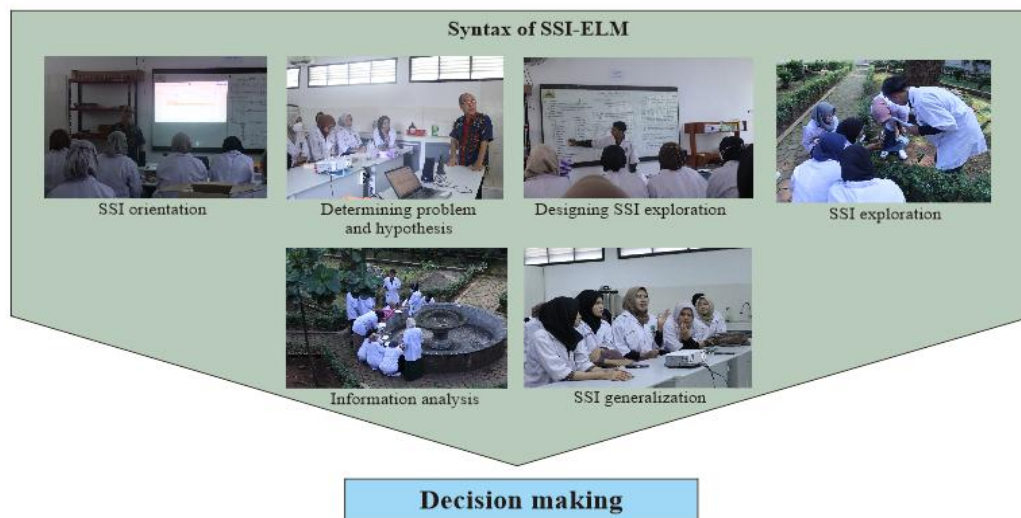 Syntax of SSI-ELM
SSI orientation
Determining problem
and hypothesis
Designing SSI exploration
SSI exploration
Information analysis
SSI generalization
Decision making